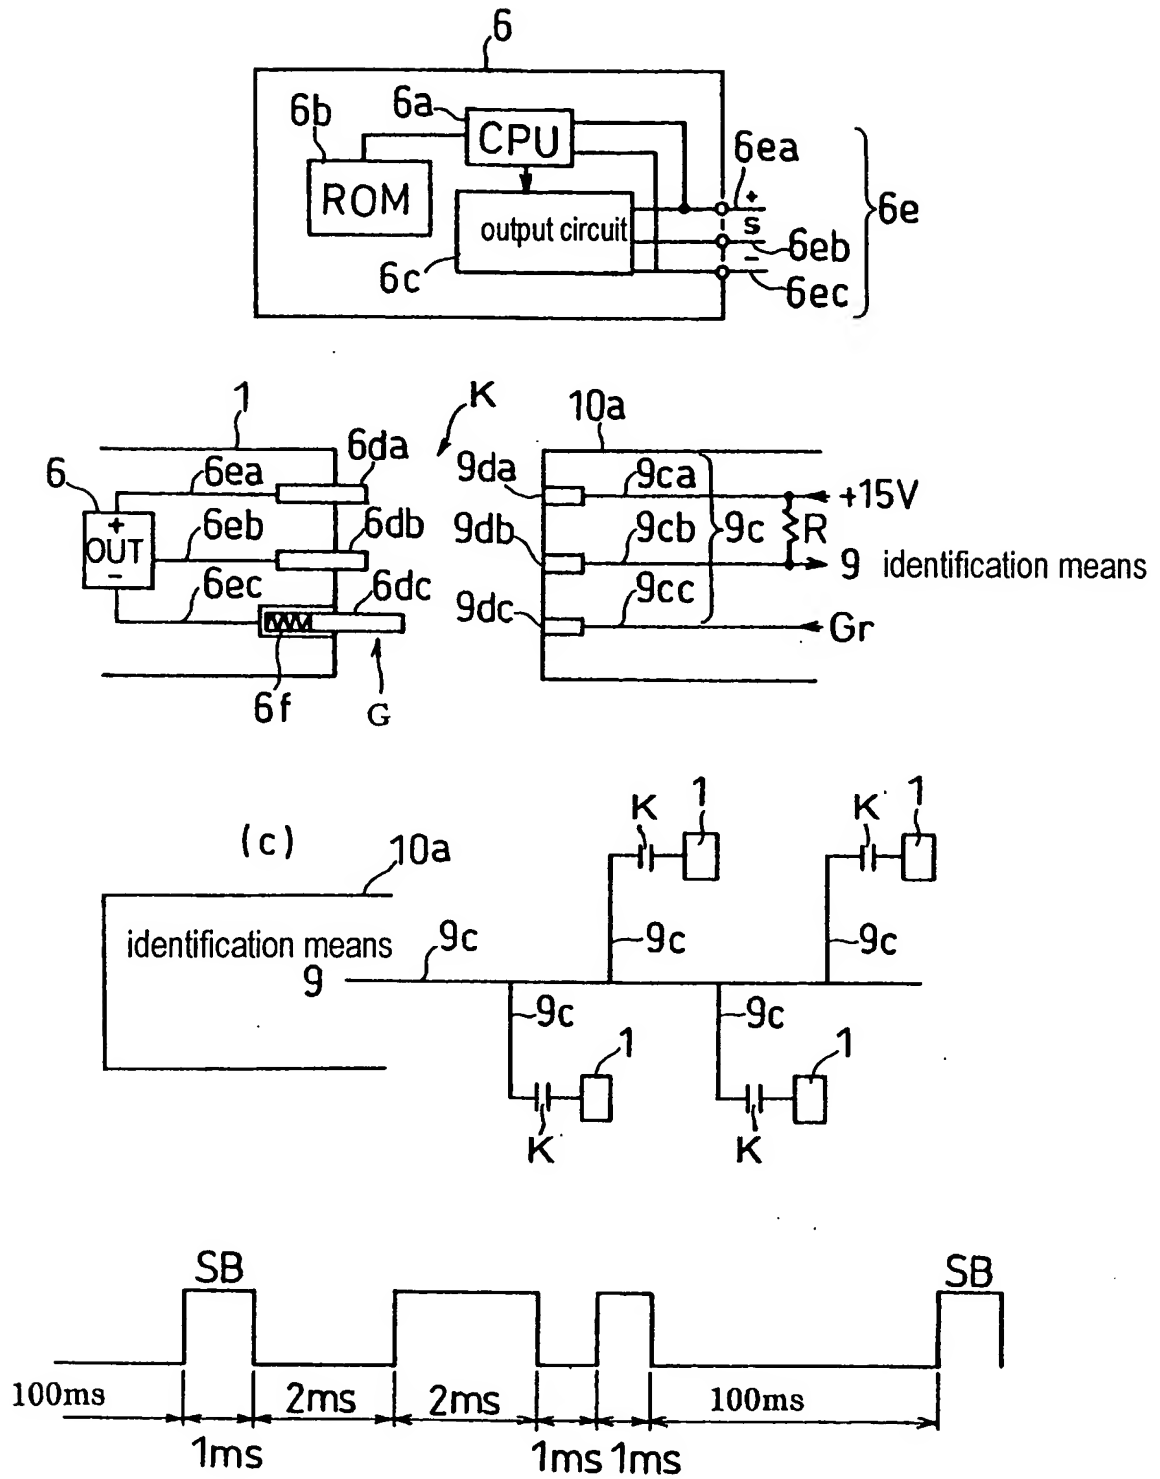 6
6b
6a
CPU
ROM
output circuit
6c
6ea
+
S
6eb
−
6ec
6e
1
K
6da
6
6ea
+
OUT
−
6eb
6db
6ec
6dc
6f
G
10a
9da
9ca
+15V
9db
9cb
9c
R
9 identification means
9dc
9cc
Gr
(c)
10a
K
1
K
1
identification means
9
9c
9c
9c
9c
9c
1
1
K
K
SB
SB
100ms
2ms
2ms
100ms
1ms
1ms
1ms